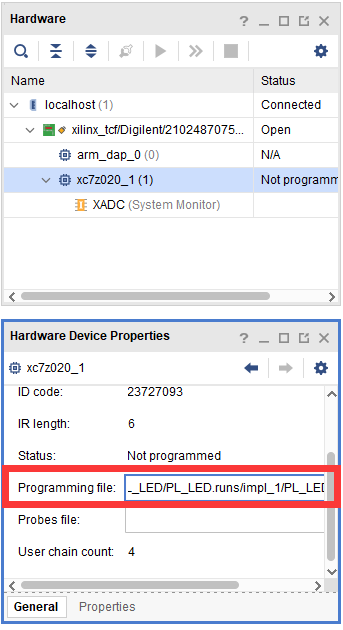 Hardware
Name Status
localhost (1) Connected
xilinx_tcf/Digilent/2102487075... Open
arm_dap_0 (0) N/A
xc7z020_1 (1) Not programm
XADC (System Monitor)
Hardware Device Properties
xc7z020_1
ID code: 23727093
IR length: 6
Status: Not programmed
Programming file: _LED/PL_LED.runs/impl_1/PL_LED
Probes file:
User chain count: 4
General Properties